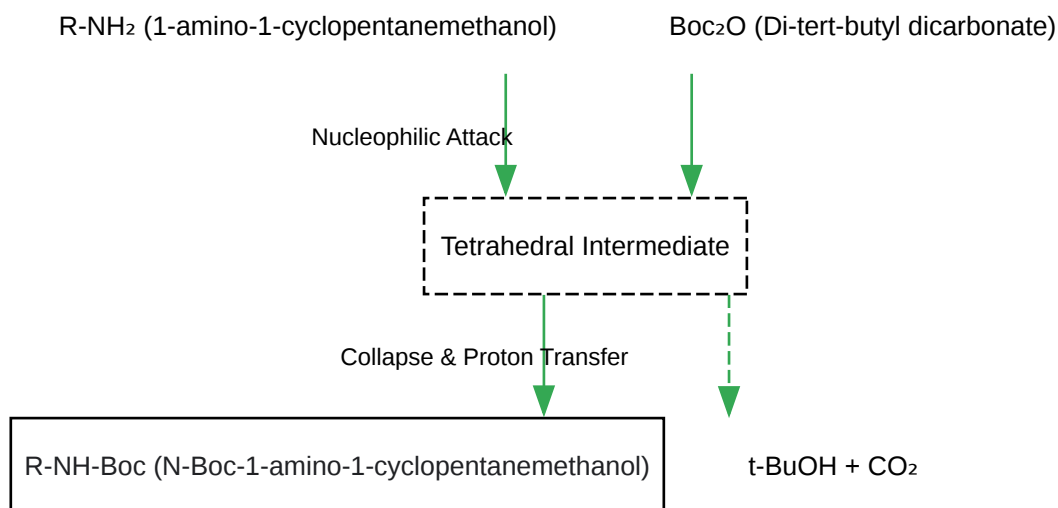 R-NH₂ (1-amino-1-cyclopentanemethanol)
Boc₂O (Di-tert-butyl dicarbonate)
Nucleophilic Attack
Tetrahedral Intermediate
Collapse & Proton Transfer
R-NH-Boc (N-Boc-1-amino-1-cyclopentanemethanol)
t-BuOH + CO₂